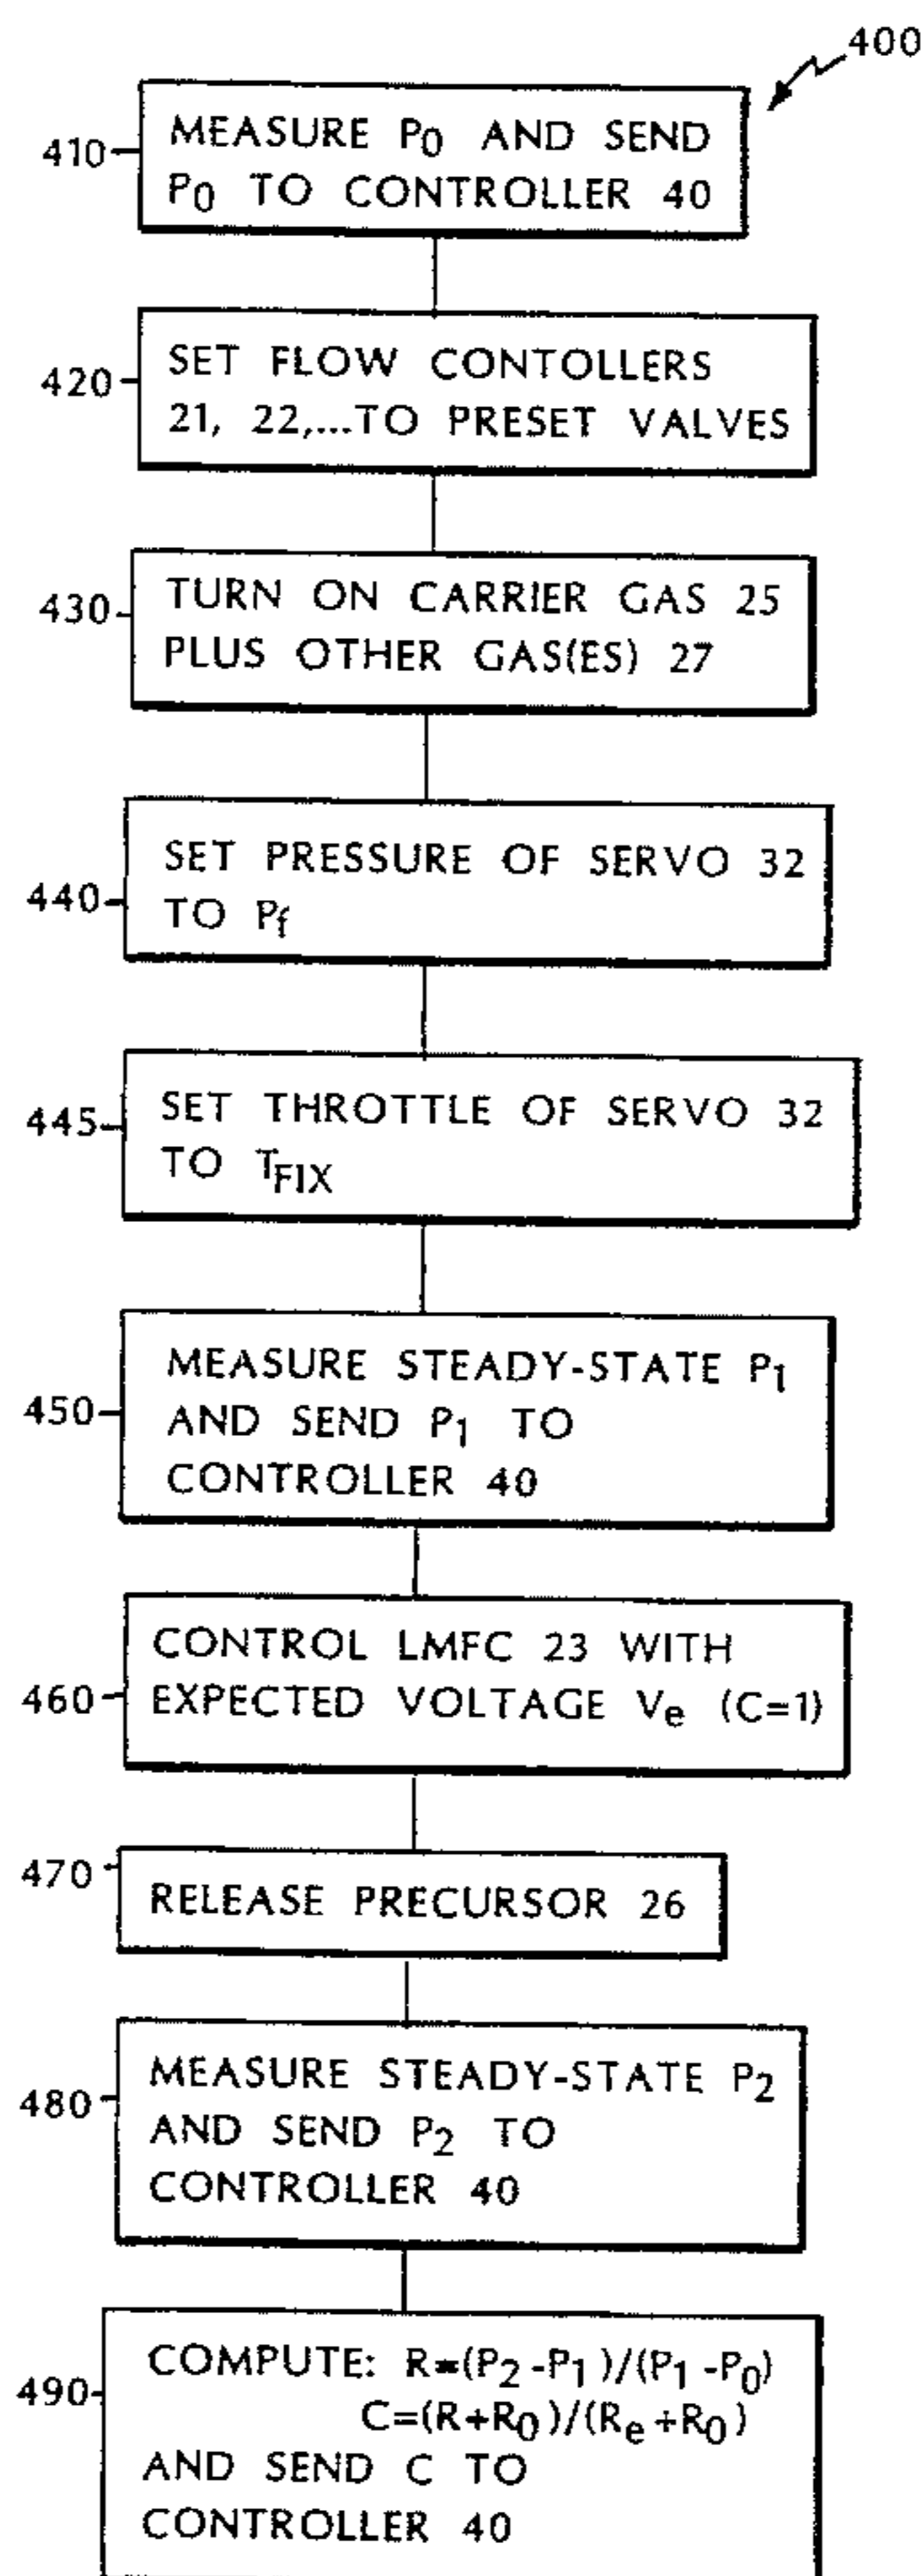 400
410
MEASURE P0 AND SEND
P0 TO CONTROLLER 40
420
SET FLOW CONTOLLERS
21, 22,...TO PRESET VALVES
430
TURN ON CARRIER GAS 25
PLUS OTHER GAS(ES) 27
440
SET PRESSURE OF SERVO 32
TO Pf
445
SET THROTTLE OF SERVO 32
TO TFIX
450
MEASURE STEADY-STATE P1
AND SEND P1 TO
CONTROLLER 40
460
CONTROL LMFC 23 WITH
EXPECTED VOLTAGE Ve (C=1)
470
RELEASE PRECURSOR 26
480
MEASURE STEADY-STATE P2
AND SEND P2 TO
CONTROLLER 40
490
COMPUTE: R=(P2-P1)/(P1-P0)
C=(R+R0)/(Re+R0)
AND SEND C TO
CONTROLLER 40